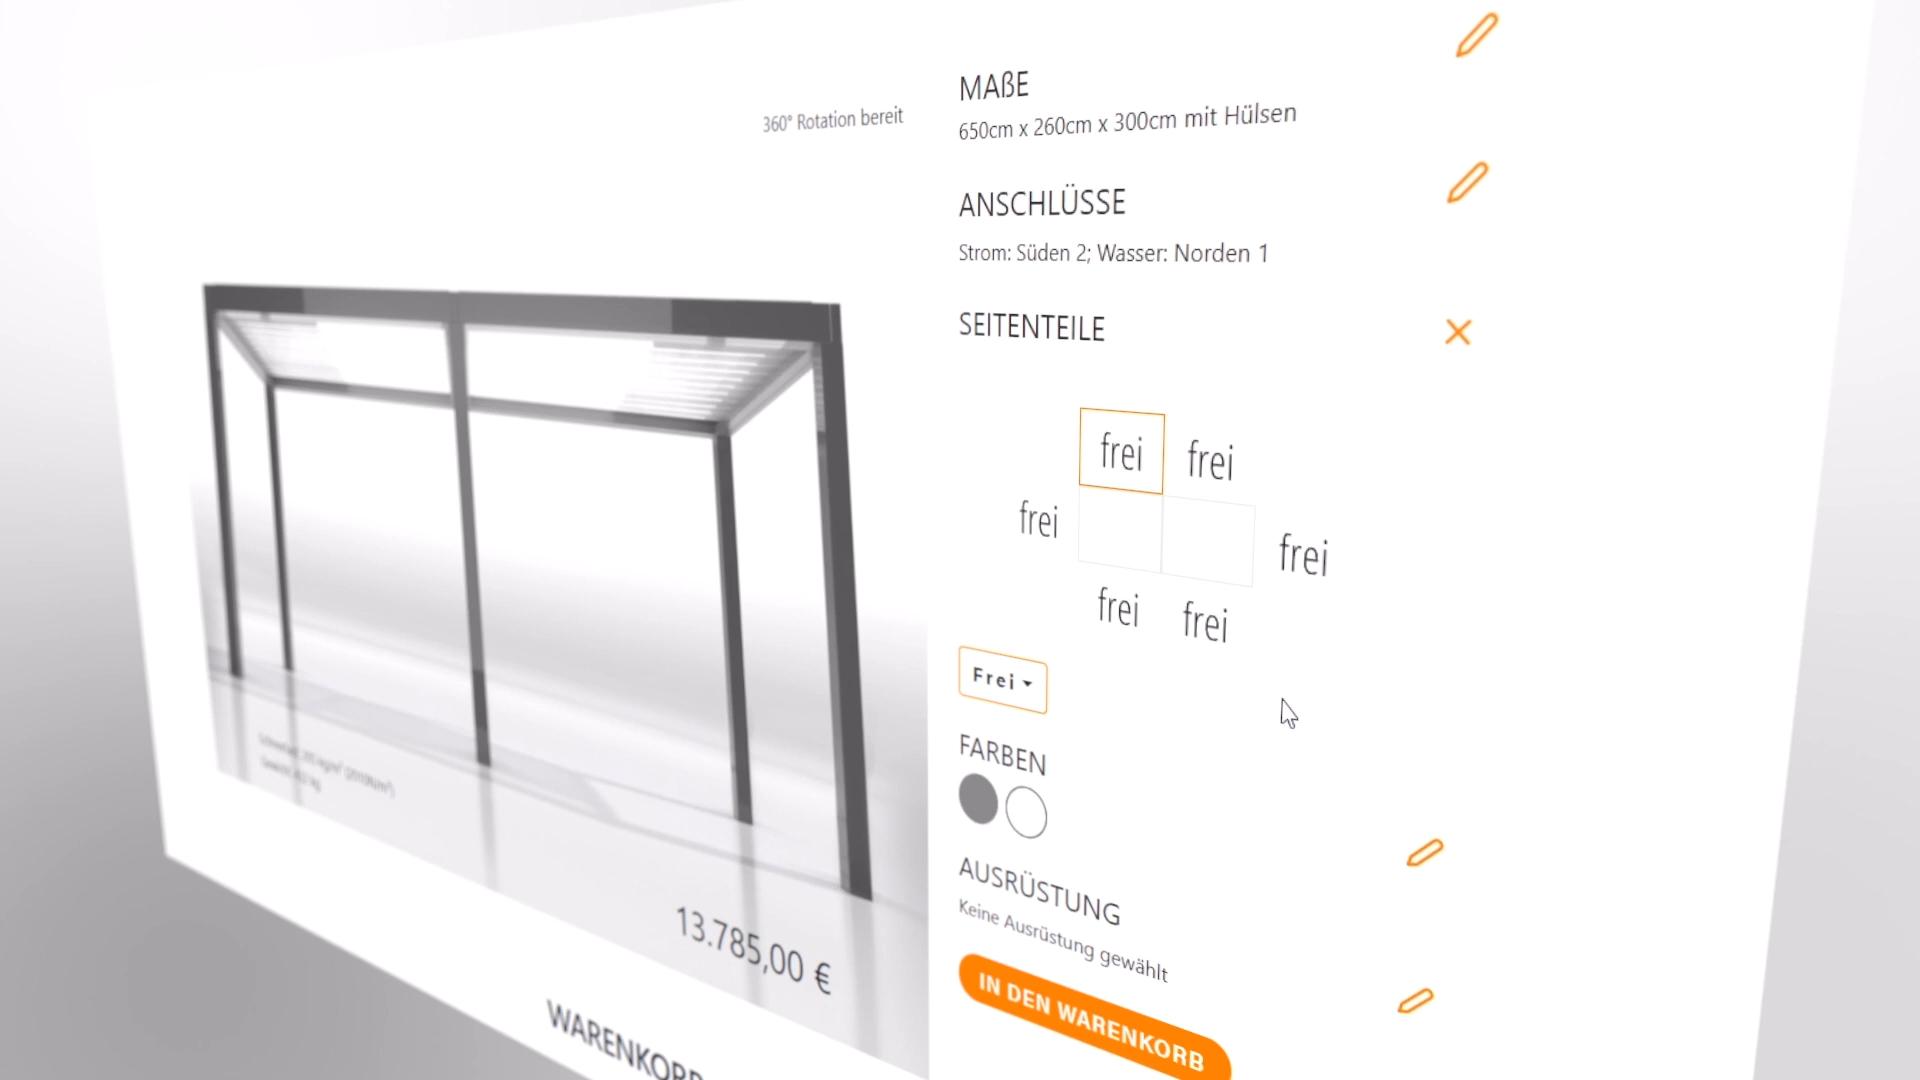 360° Rotation bereit
MAẞE
650cm x 260cm x 300cm mit Hülsen
ANSCHLÜSSE
Strom: Süden 2; Wasser: Norden 1
SEITENTEILE
frei frei
frei frei
frei frei
Frei
FARBEN
AUSRÜSTUNG
Keine Ausrüstung gewählt
IN DEN WARENKORB
13.785,00 €
WARENKORB